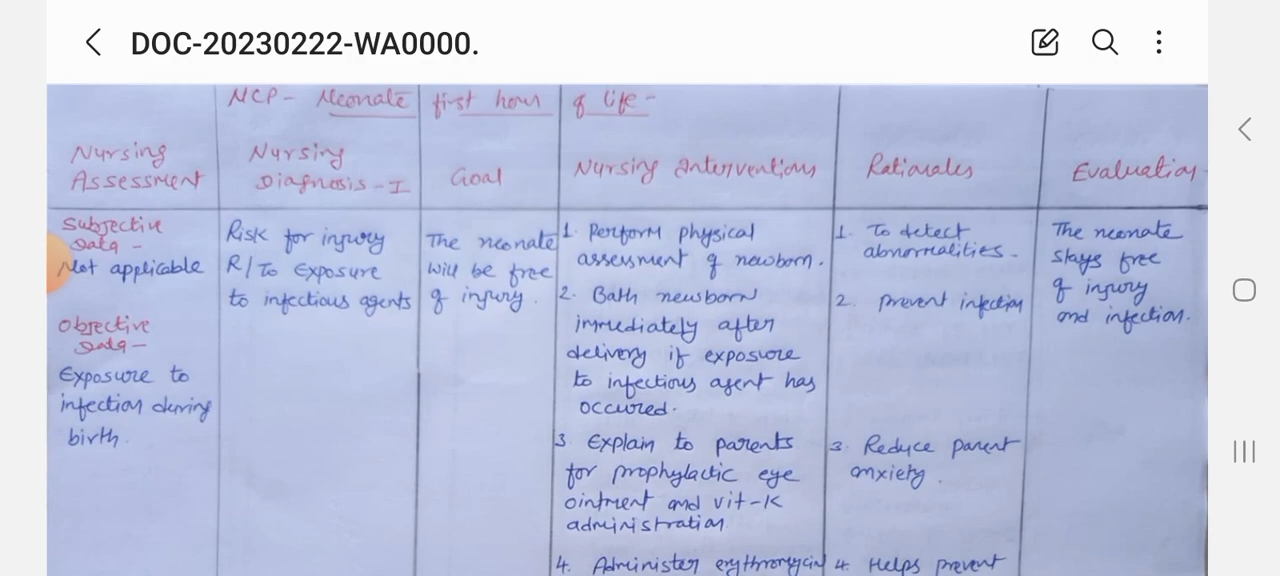 DOC-20230222-WA0000.
NCP - Neonate first hour of life -
Nursing
Assessment
Nursing
Diagnosis - I
Goal
Nursing Interventions
Rationales
Evaluation
Subjective
Data -
Not applicable
Objective
Data -
Exposure to
infection during
birth.
Risk for injury
R/To Exposure
to infectious agents
The neonate
will be free
of injury.
1. Perform physical
assessment of newborn.
2. Bath newborn
immediately after
delivery if exposure
to infectious agent has
occured.
3. Explain to parents
for prophylactic eye
ointment and vit-K
administration
4. Administer erythromycin
1. To detect
abnormalities.
2. prevent infection
3. Reduce parent
anxiety.
4. Helps prevent
The neonate
stays free
of injury
and infection.